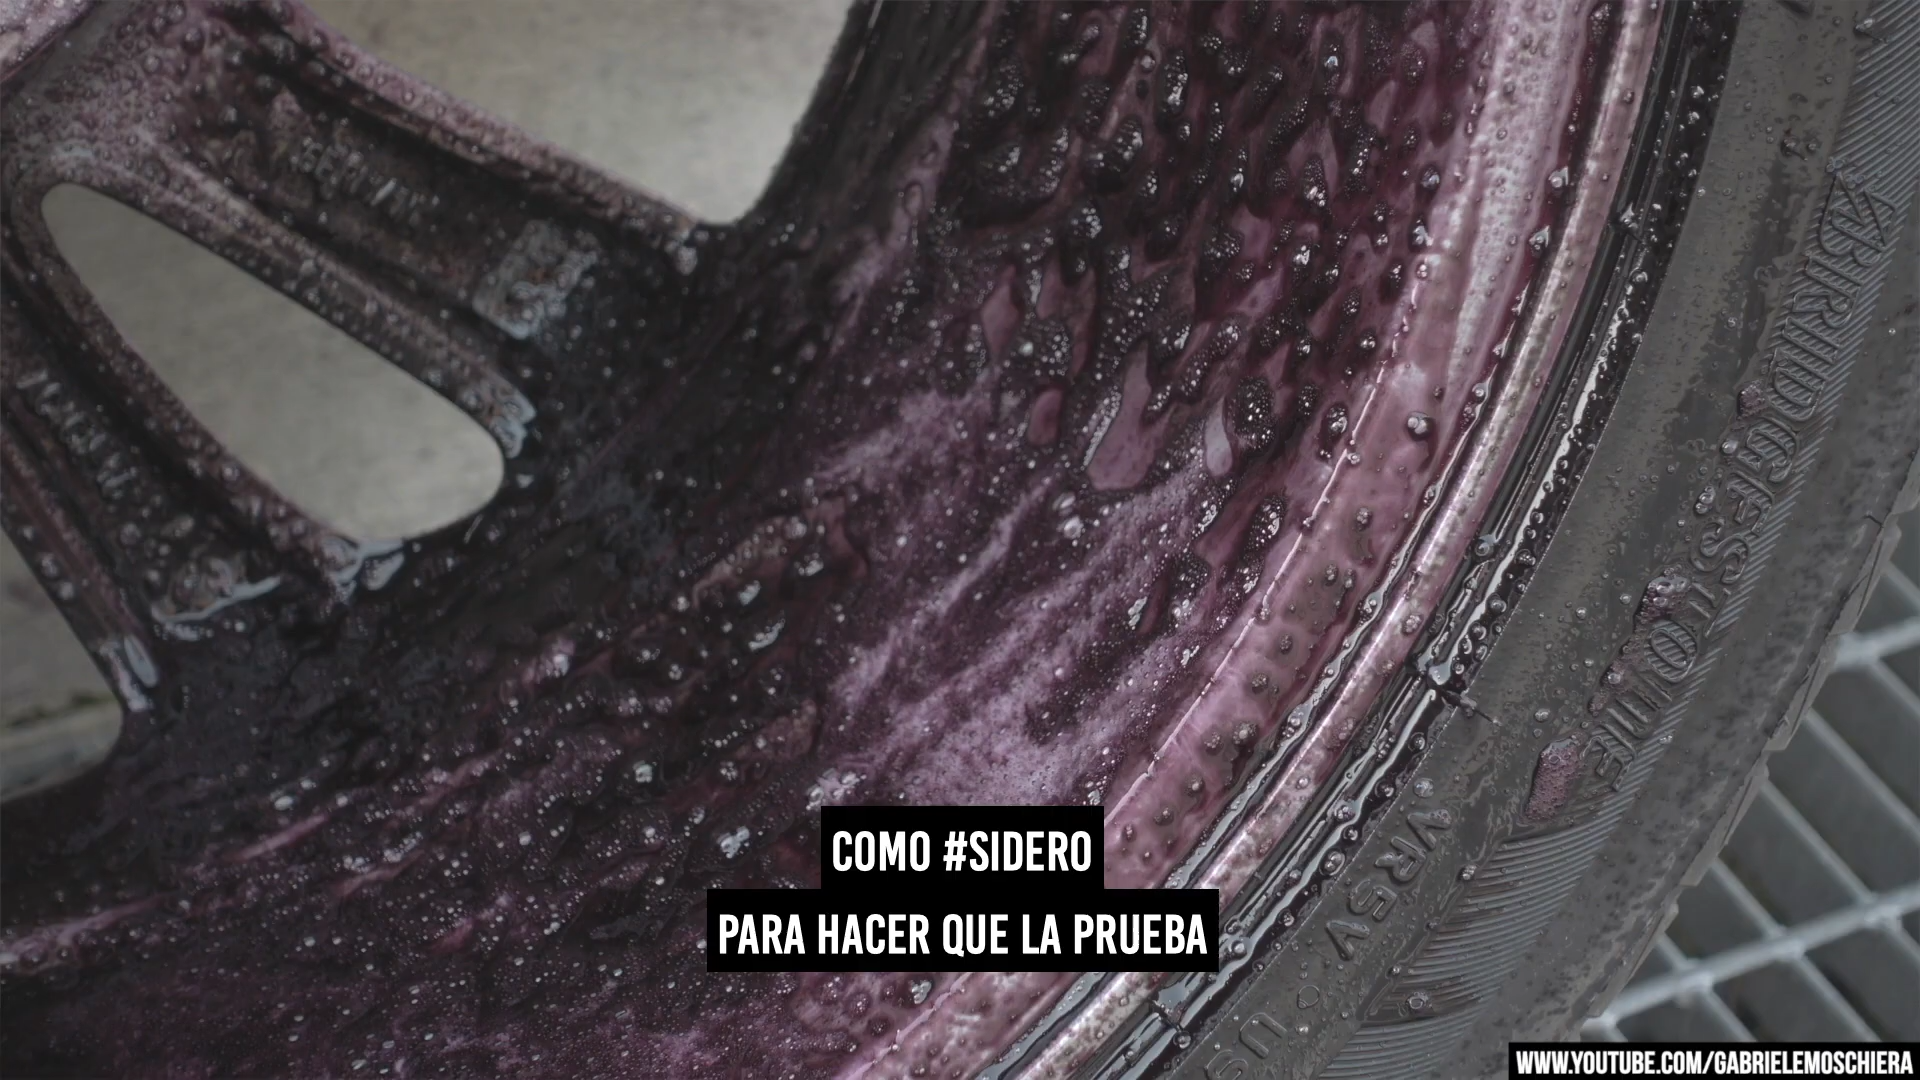 COMO #SIDERO
PARA HACER QUE LA PRUEBA
BRIDGESTONE
WWW.YOUTUBE.COM/GABRIELEMOSCHIERA